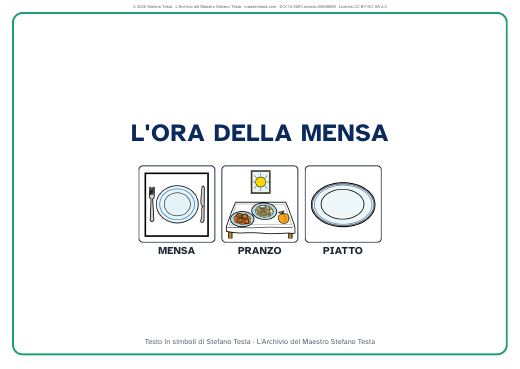 L'ORA DELLA MENSA
MENSA PRANZO PIATTO
Testo in simboli di Stefano Testa - L'Archivio del Maestro Stefano Testa